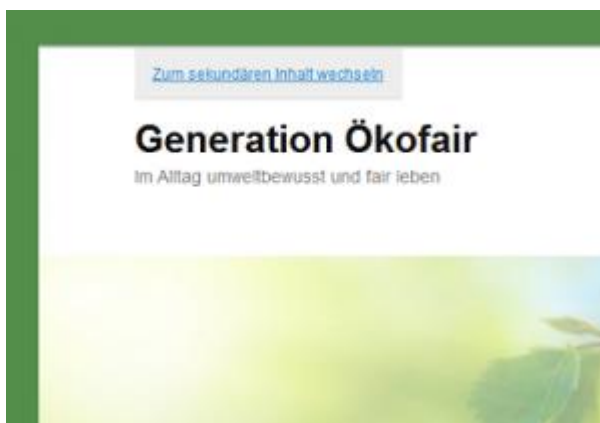 Zum sekundären Inhalt wechseln
Generation Ökofair
Im Alltag umweltbewusst und fair leben